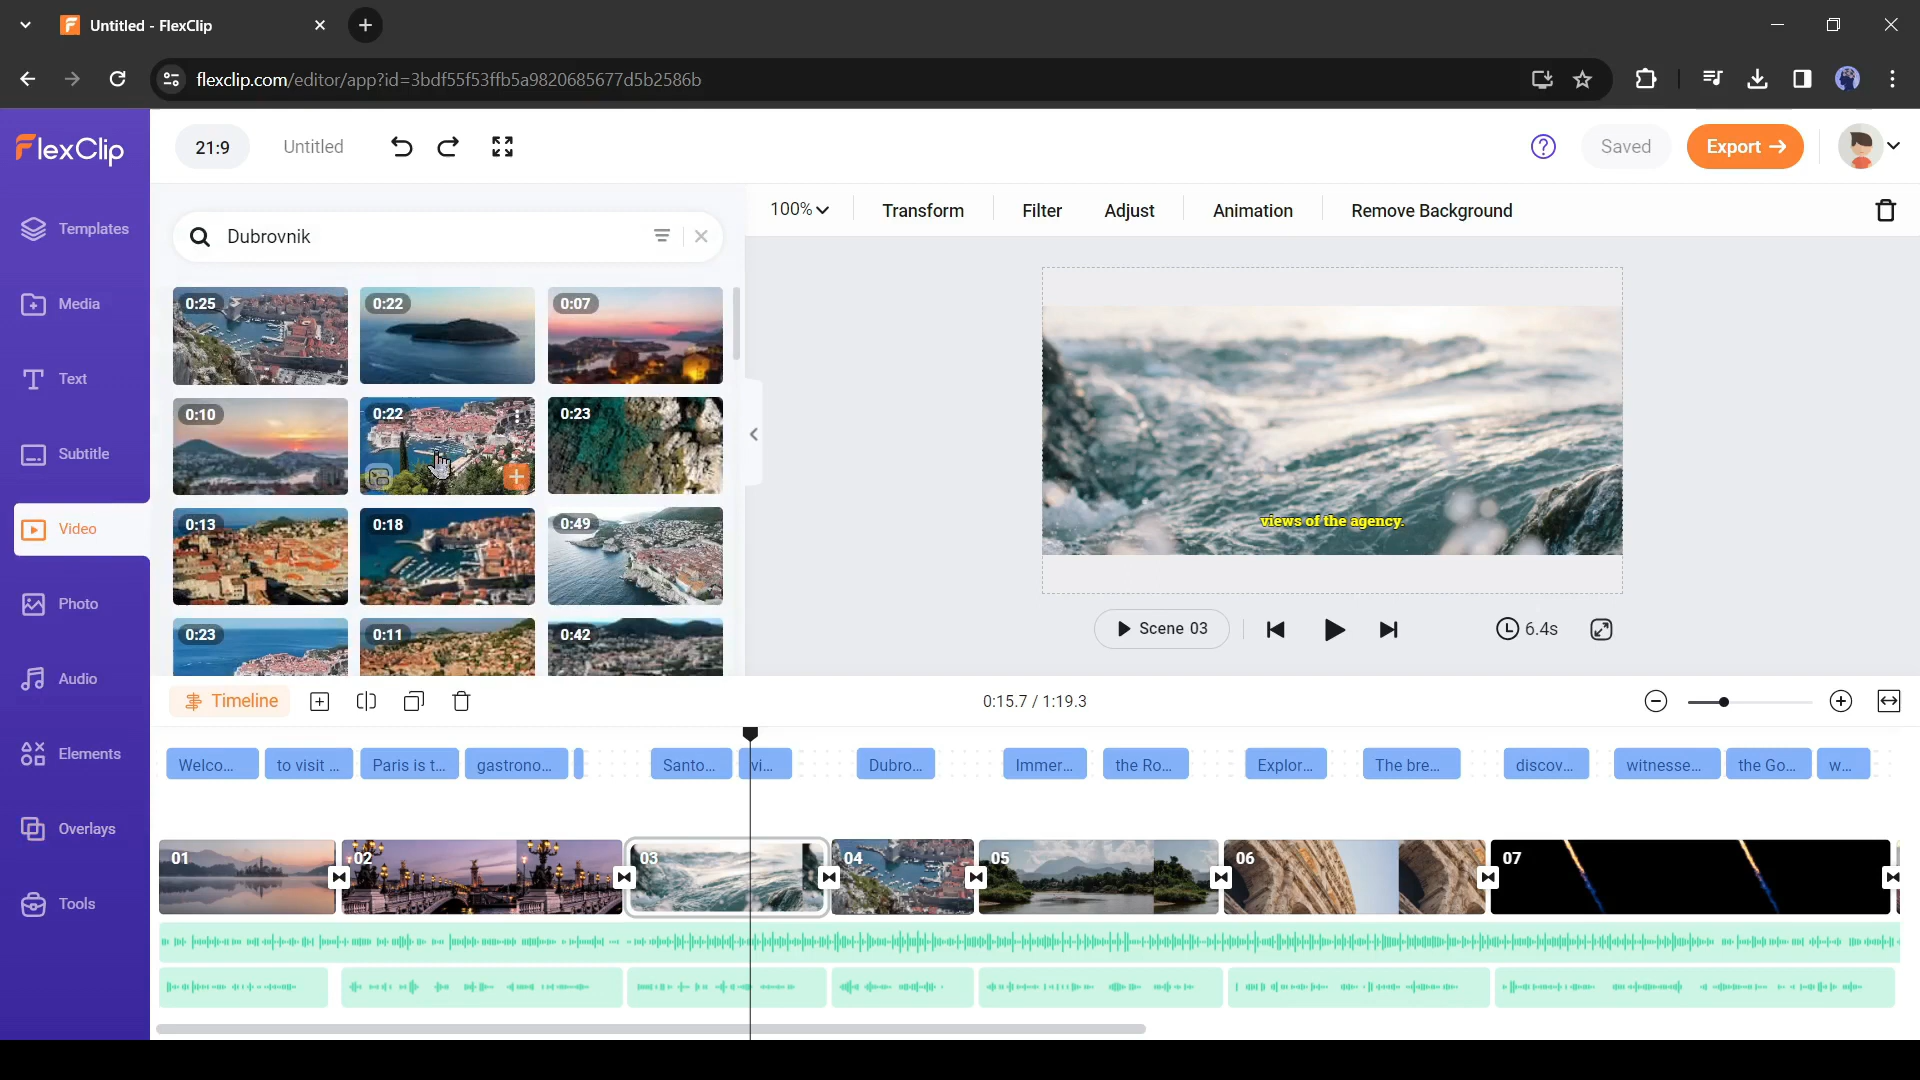 Untitled - FlexClip
flexclip.com/editor/app?id=3bdf55f53ffb5a9820685677d5b2586b
FlexClip
21:9
Untitled
Saved
Export
Templates
Media
Text
Subtitle
Video
Photo
Audio
Elements
Overlays
Tools
Dubrovnik
100%
Transform
Filter
Adjust
Animation
Remove Background
0:25
0:22
0:07
0:10
0:22
0:23
0:13
0:18
0:49
0:23
0:11
0:42
views of the agency.
Scene 03
6.4s
Timeline
0:15.7 / 1:19.3
Welco...
to visit ...
Paris is t...
gastrono...
Santo...
vi...
Dubro...
Immer...
the Ro...
Explor...
The bre...
discov...
witnesse...
the Go...
w...
01
02
03
04
05
06
07